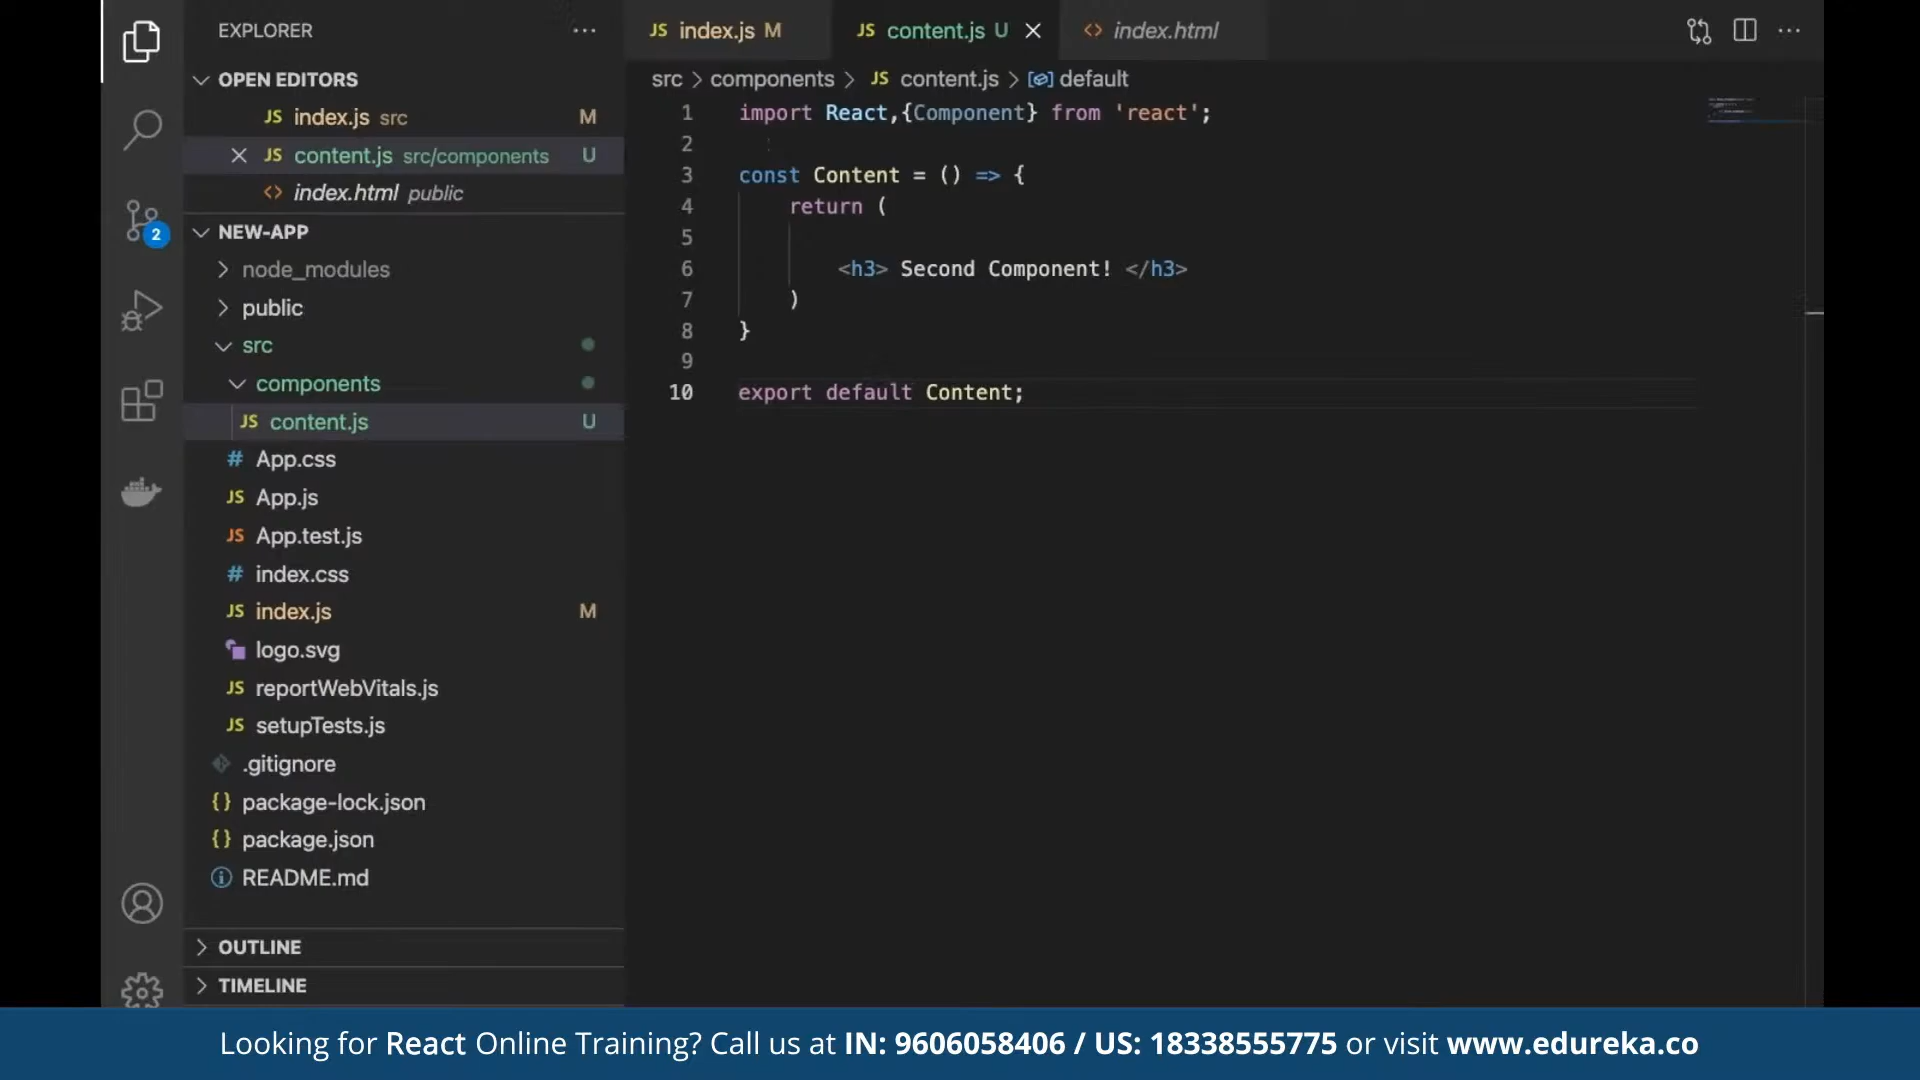 EXPLORER
OPEN EDITORS
JS index.js src M
JS content.js src/components U
<> index.html public
NEW-APP
node_modules
public
src
components
JS content.js U
# App.css
JS App.js
JS App.test.js
# index.css
JS index.js M
logo.svg
JS reportWebVitals.js
JS setupTests.js
.gitignore
{} package-lock.json
{} package.json
README.md
OUTLINE
TIMELINE
2
JS index.js M
JS content.js U
<> index.html
src > components > JS content.js > default
1 import React,{Component} from 'react';
2
3 const Content = () => {
4 return (
5
6 <h3> Second Component! </h3>
7 )
8 }
9
10 export default Content;
Looking for React Online Training? Call us at IN: 9606058406 / US: 18338555775 or visit www.edureka.co